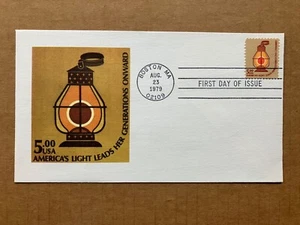 BOSTON MA
AUG.
23
1979
02109
FIRST DAY OF ISSUE
5.00
USA
AMERICA'S LIGHT LEADS HER GENERATIONS ONWARD